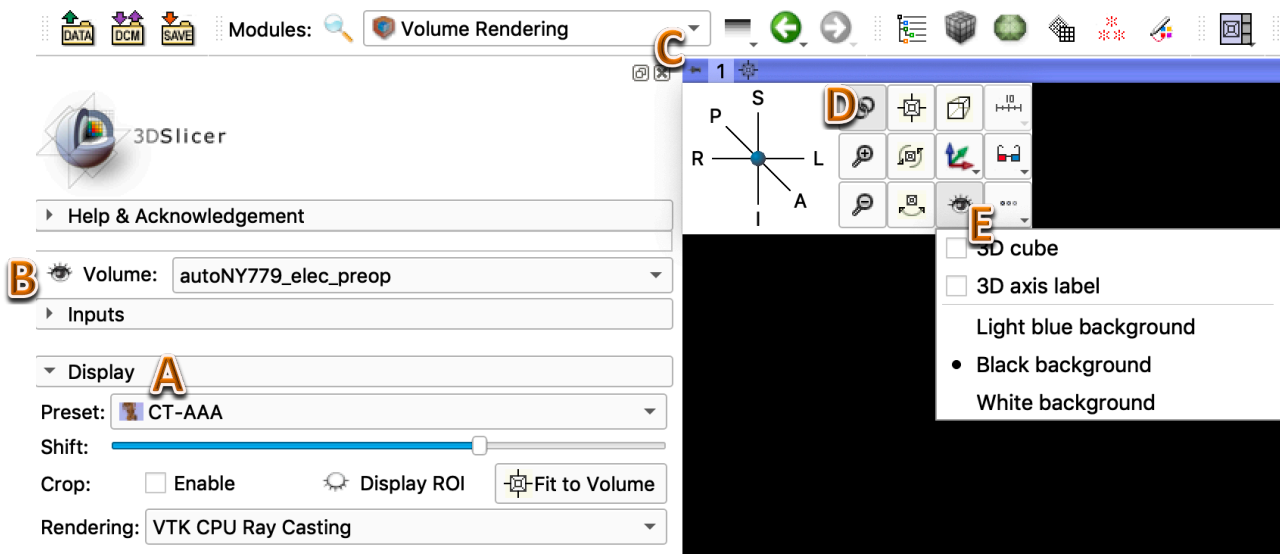 DATA DCM SAVE Modules: Volume Rendering
C
1
3DSlicer
S
P
R L
A
I
D
10
Help & Acknowledgement
B Volume: autoNY779_elec_preop
Inputs
Display A
Preset: CT-AAA
Shift:
Crop: Enable Display ROI Fit to Volume
Rendering: VTK CPU Ray Casting
E
3D cube
3D axis label
Light blue background
Black background
White background